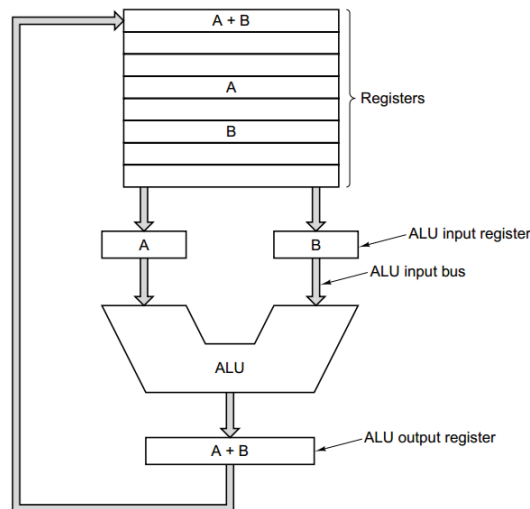 A + B
A
Registers
B
A
B
ALU input register
ALU input bus
ALU
ALU output register
A + B